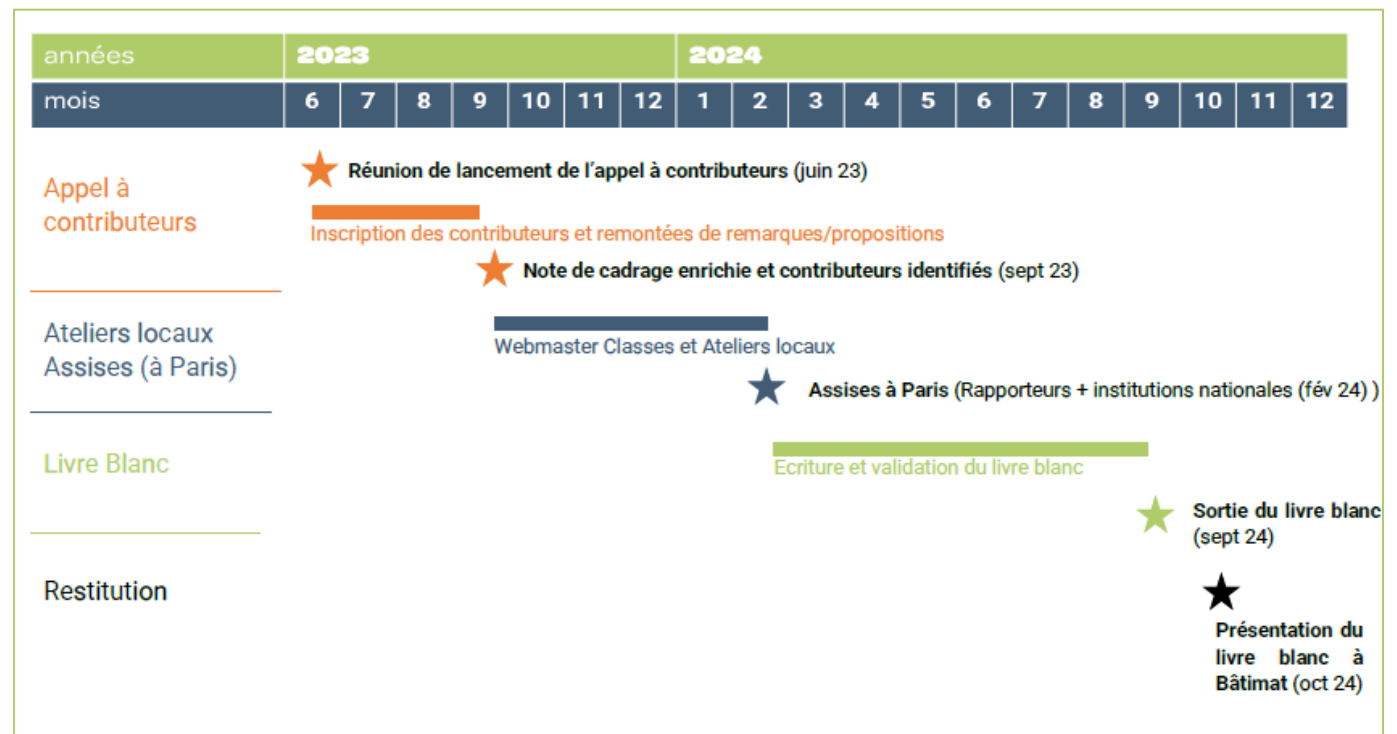 années 2023 2024
mois 6 7 8 9 10 11 12 1 2 3 4 5 6 7 8 9 10 11 12
Appel à
contributeurs
Réunion de lancement de l'appel à contributeurs (juin 23)
Inscription des contributeurs et remontées de remarques/propositions
Note de cadrage enrichie et contributeurs identifiés (sept 23)
Ateliers locaux
Assises (à Paris)
Webmaster Classes et Ateliers locaux
Assises à Paris (Rapporteurs + institutions nationales (fév 24) )
Livre Blanc
Ecriture et validation du livre blanc
Sortie du livre blanc
(sept 24)
Restitution
Présentation du
livre blanc à
Bâtimat (oct 24)